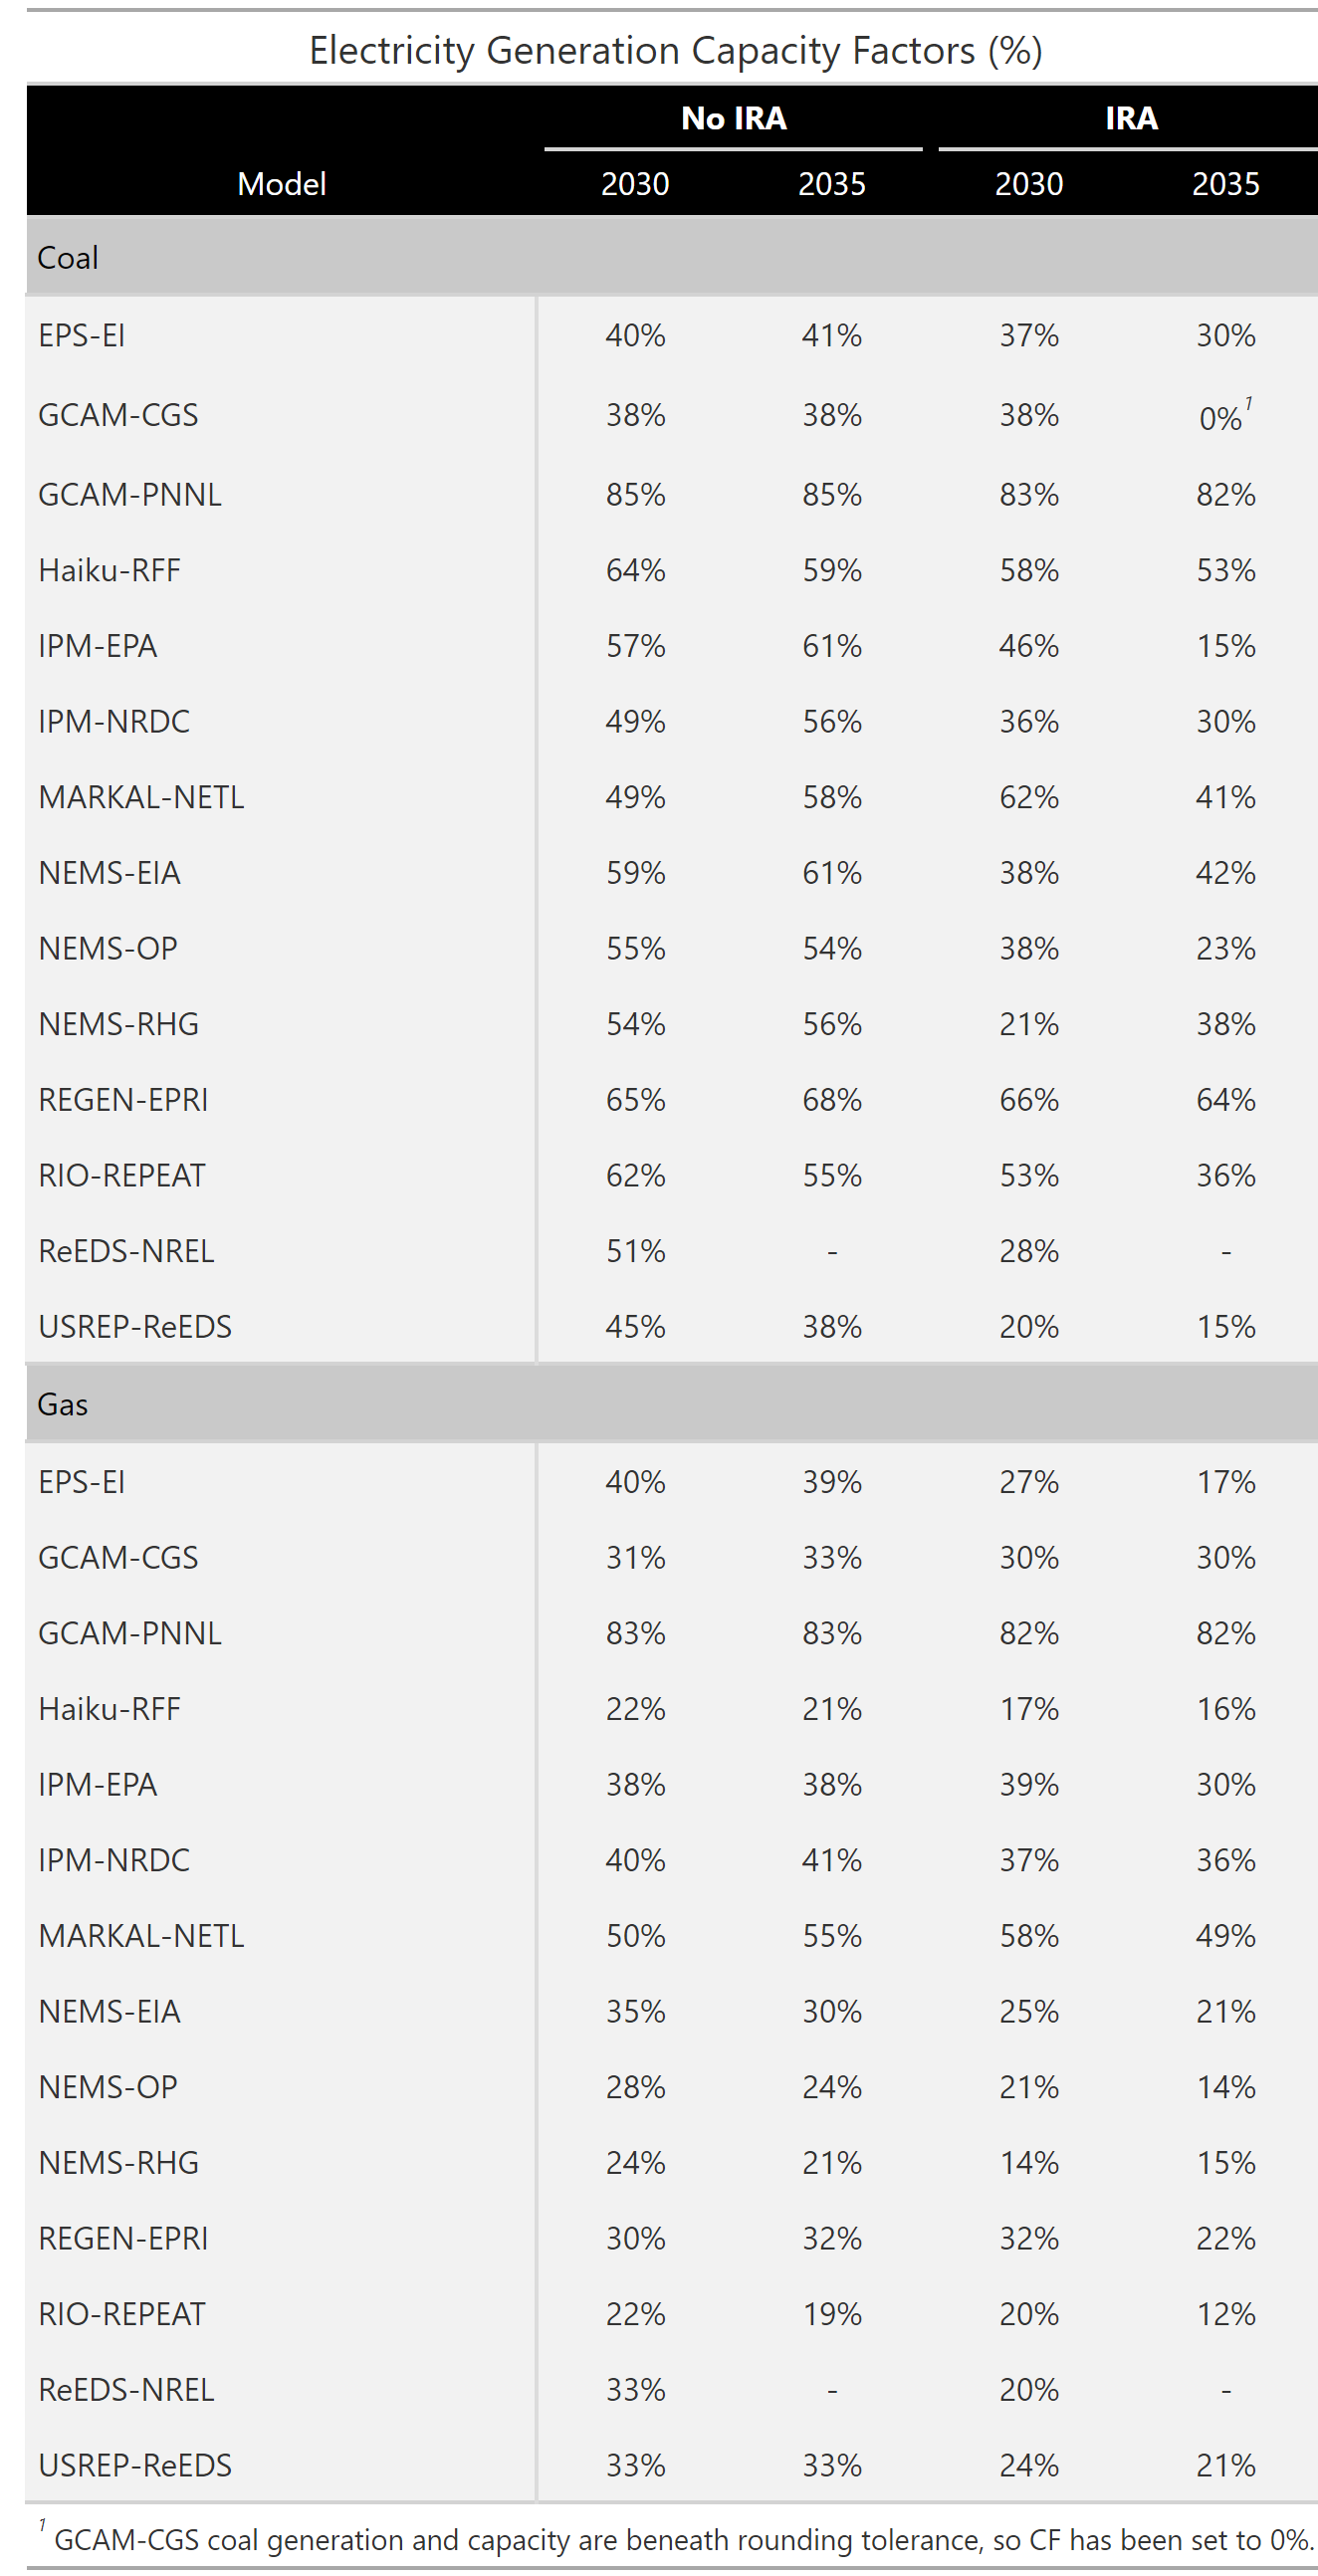 Electricity Generation Capacity Factors (%)
No IRA IRA
Model 2030 2035 2030 2035
Coal
EPS-EI 40% 41% 37% 30%
GCAM-CGS 38% 38% 38% 0%1
GCAM-PNNL 85% 85% 83% 82%
Haiku-RFF 64% 59% 58% 53%
IPM-EPA 57% 61% 46% 15%
IPM-NRDC 49% 56% 36% 30%
MARKAL-NETL 49% 58% 62% 41%
NEMS-EIA 59% 61% 38% 42%
NEMS-OP 55% 54% 38% 23%
NEMS-RHG 54% 56% 21% 38%
REGEN-EPRI 65% 68% 66% 64%
RIO-REPEAT 62% 55% 53% 36%
ReEDS-NREL 51% - 28% -
USREP-ReEDS 45% 38% 20% 15%
Gas
EPS-EI 40% 39% 27% 17%
GCAM-CGS 31% 33% 30% 30%
GCAM-PNNL 83% 83% 82% 82%
Haiku-RFF 22% 21% 17% 16%
IPM-EPA 38% 38% 39% 30%
IPM-NRDC 40% 41% 37% 36%
MARKAL-NETL 50% 55% 58% 49%
NEMS-EIA 35% 30% 25% 21%
NEMS-OP 28% 24% 21% 14%
NEMS-RHG 24% 21% 14% 15%
REGEN-EPRI 30% 32% 32% 22%
RIO-REPEAT 22% 19% 20% 12%
ReEDS-NREL 33% - 20% -
USREP-ReEDS 33% 33% 24% 21%
1 GCAM-CGS coal generation and capacity are beneath rounding tolerance, so CF has been set to 0%.